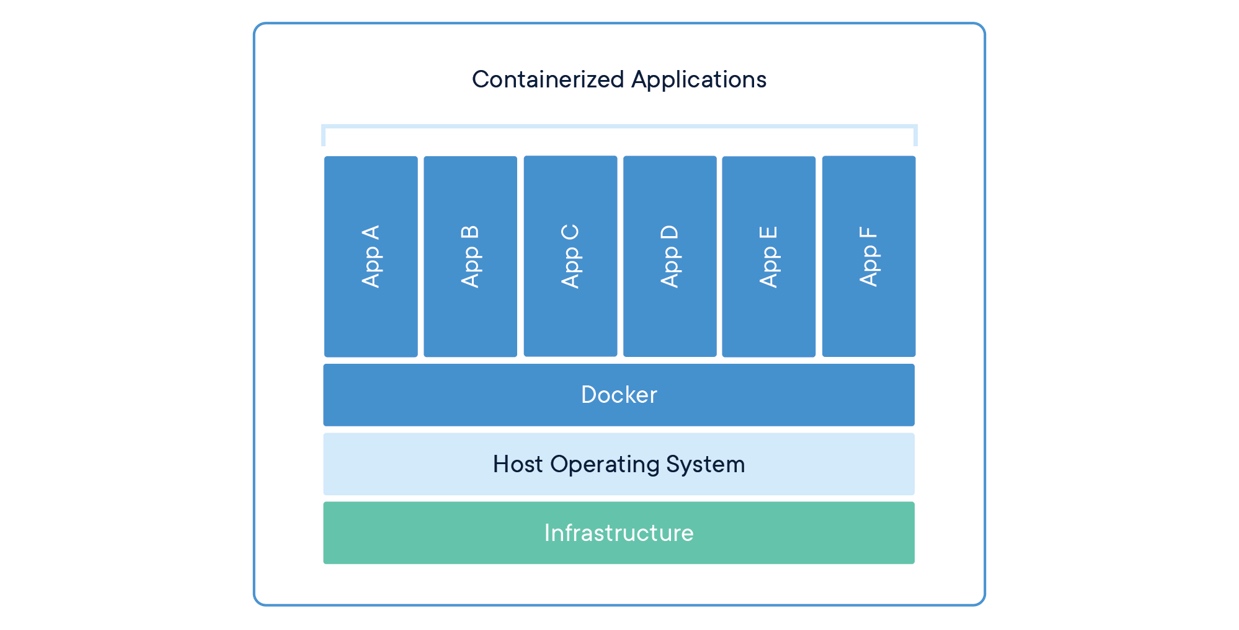 Containerized Applications
App A
App B
App C
App D
App E
App F
Docker
Host Operating System
Infrastructure